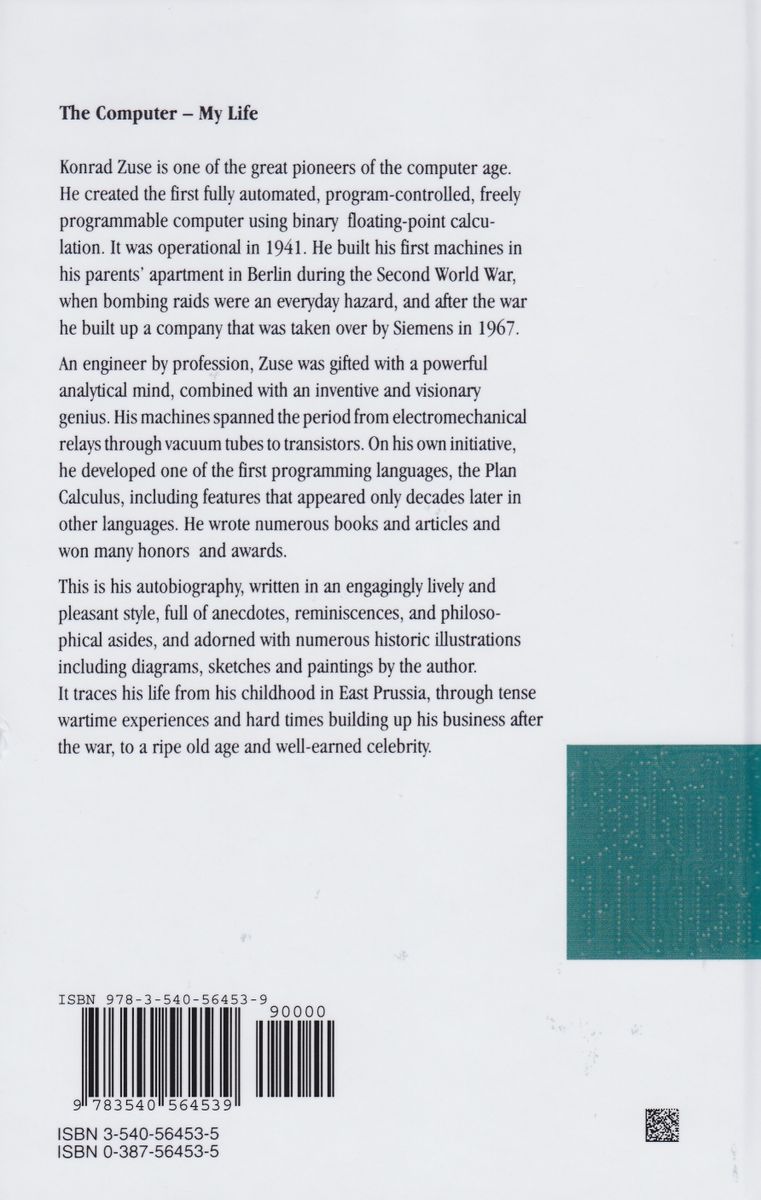 The Computer – My Life
Konrad Zuse is one of the great pioneers of the computer age.
He created the first fully automated, program-controlled, freely
programmable computer using binary floating-point calcu-
lation. It was operational in 1941. He built his first machines in
his parents' apartment in Berlin during the Second World War,
when bombing raids were an everyday hazard, and after the war
he built up a company that was taken over by Siemens in 1967.
An engineer by profession, Zuse was gifted with a powerful
analytical mind, combined with an inventive and visionary
genius. His machines spanned the period from electromechanical
relays through vacuum tubes to transistors. On his own initiative,
he developed one of the first programming languages, the Plan
Calculus, including features that appeared only decades later in
other languages. He wrote numerous books and articles and
won many honors and awards.
This is his autobiography, written in an engagingly lively and
pleasant style, full of anecdotes, reminiscences, and philoso-
phical asides, and adorned with numerous historic illustrations
including diagrams, sketches and paintings by the author.
It traces his life from his childhood in East Prussia, through tense
wartime experiences and hard times building up his business after
the war, to a ripe old age and well-earned celebrity.
ISBN 978-3-540-56453-9
90000
9 783540 564539
ISBN 3-540-56453-5
ISBN 0-387-56453-5